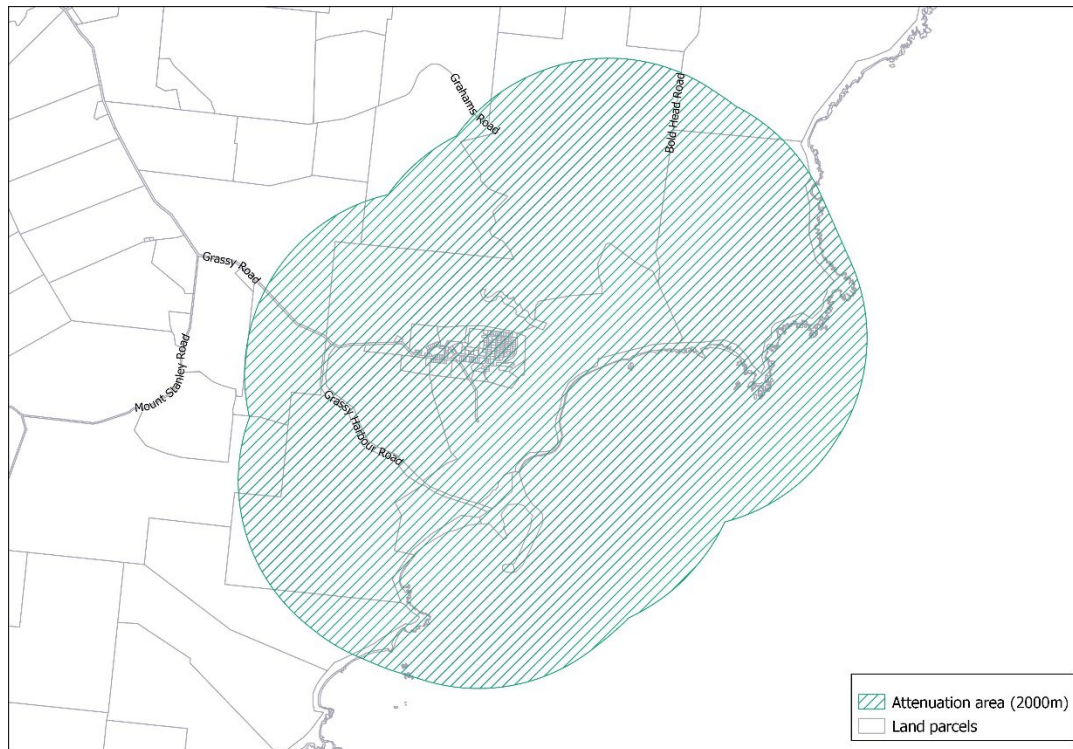 Grahams Road
Bold Head Road
Grassy Road
Mount Stanley Road
Grassy Harbour Road
Attenuation area (2000m)
Land parcels